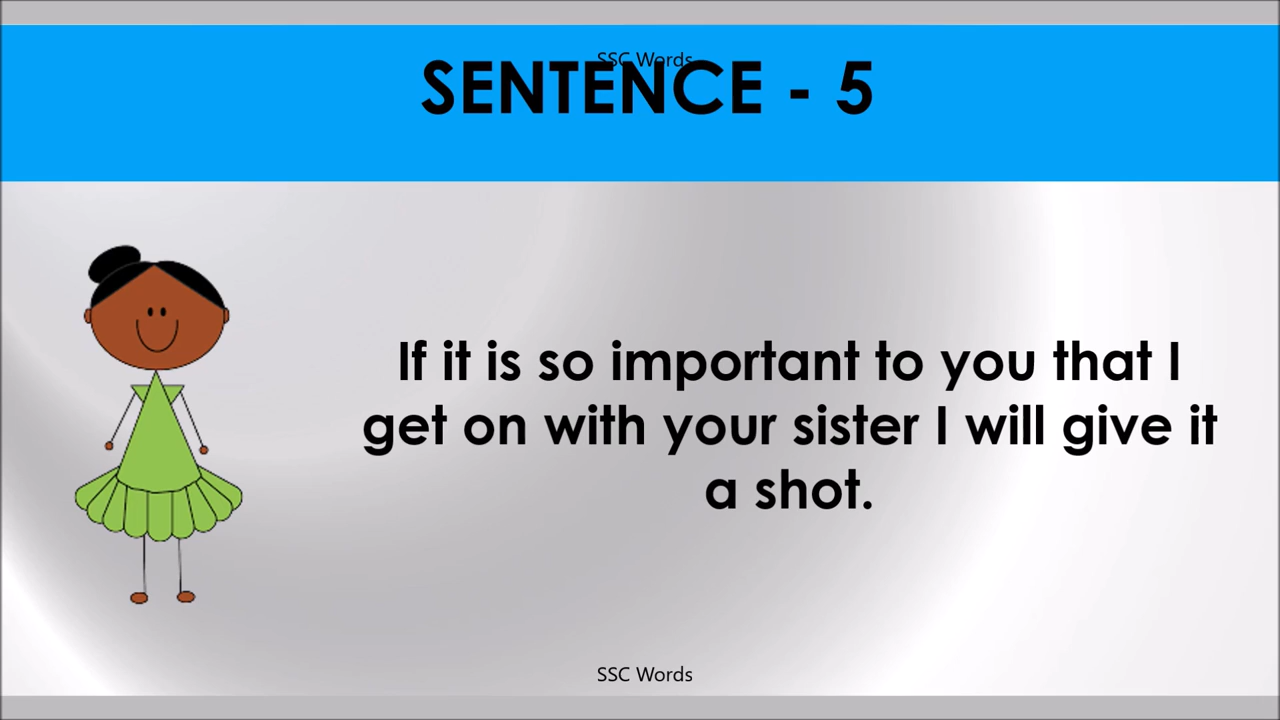 SSC Words
SENTENCE - 5
If it is so important to you that I
get on with your sister I will give it
a shot.
SSC Words